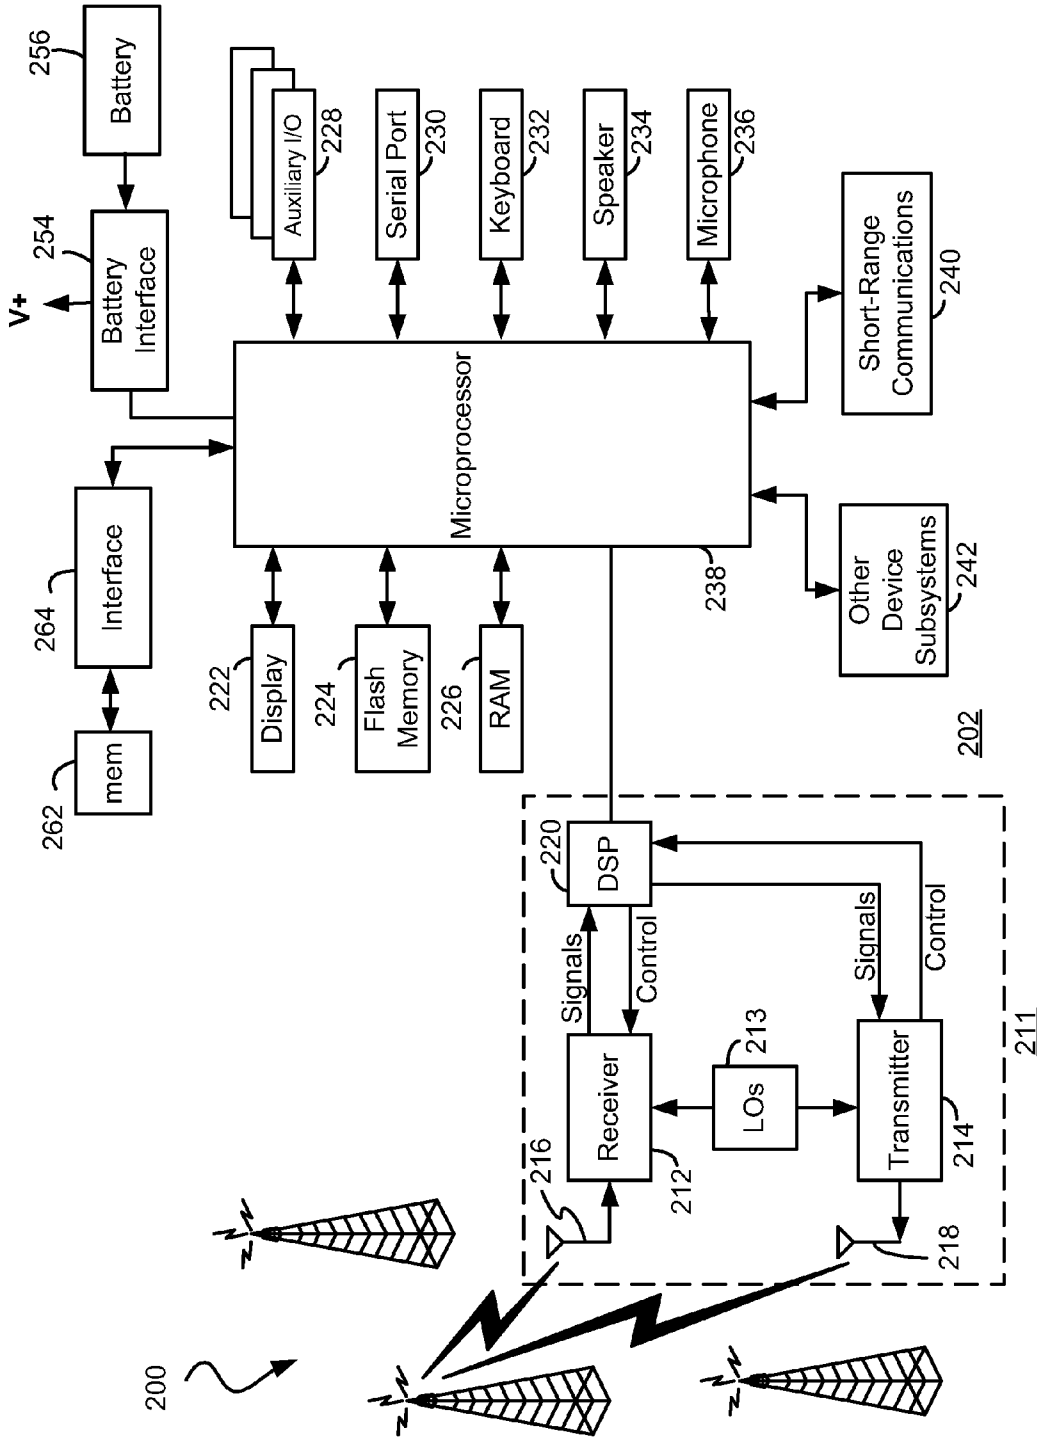 200
262
mem
264
Interface
V+
254
Battery
Interface
256
Battery
222
Display
224
Flash
Memory
226
RAM
Microprocessor
238
Auxiliary I/O
228
Serial Port
230
Keyboard
232
Speaker
234
Microphone
236
216
Receiver
212
Signals
Control
220
DSP
LOs
213
218
Transmitter
214
Signals
Control
211
202
Other
Device
Subsystems
242
Short-Range
Communications
240